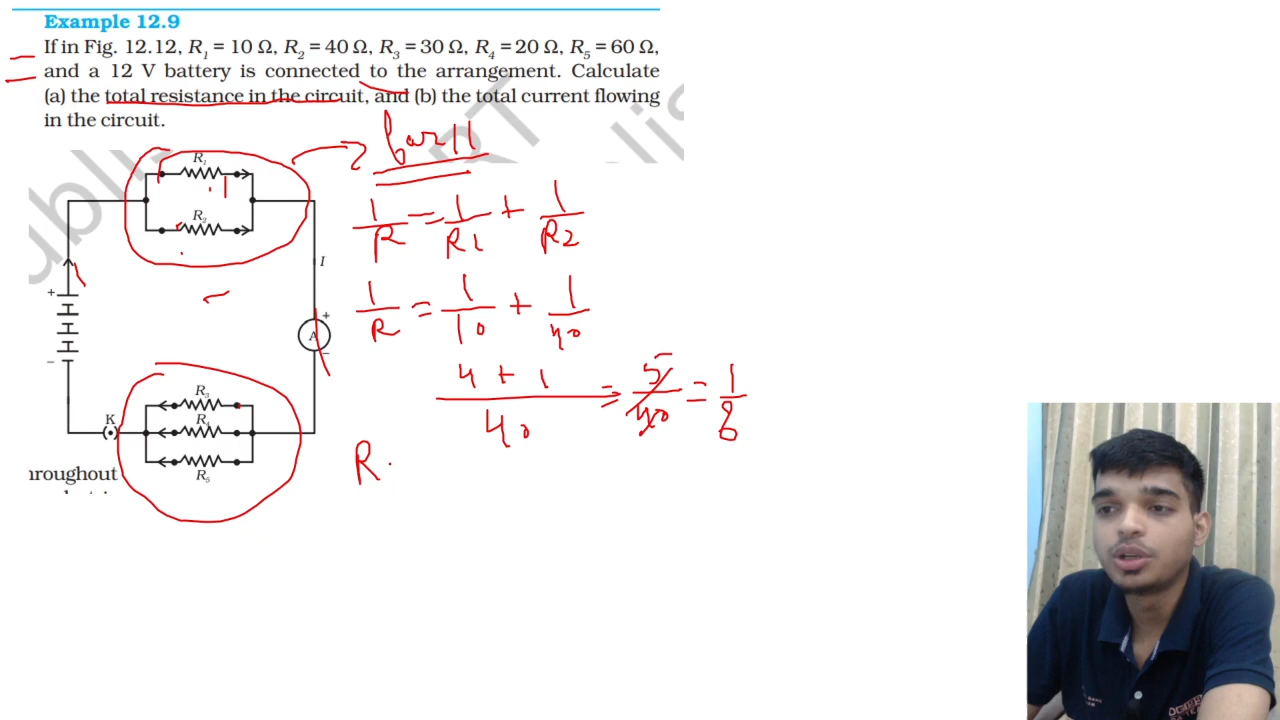 Example 12.9
If in Fig. 12.12, R₁ = 10 Ω, R₂ = 40 Ω, R₃ = 30 Ω, R₄ = 20 Ω, R₅ = 60 Ω,
and a 12 V battery is connected to the arrangement. Calculate
(a) the total resistance in the circuit, and (b) the total current flowing
in the circuit.
R₁
R₂
I
+
+
A
−
−
R₃
K
R₄
R₅
1/R = 1/R1 + 1/R2
1/R = 1/10 + 1/40
4 + 1 / 40 = 5/40 = 1/8
R